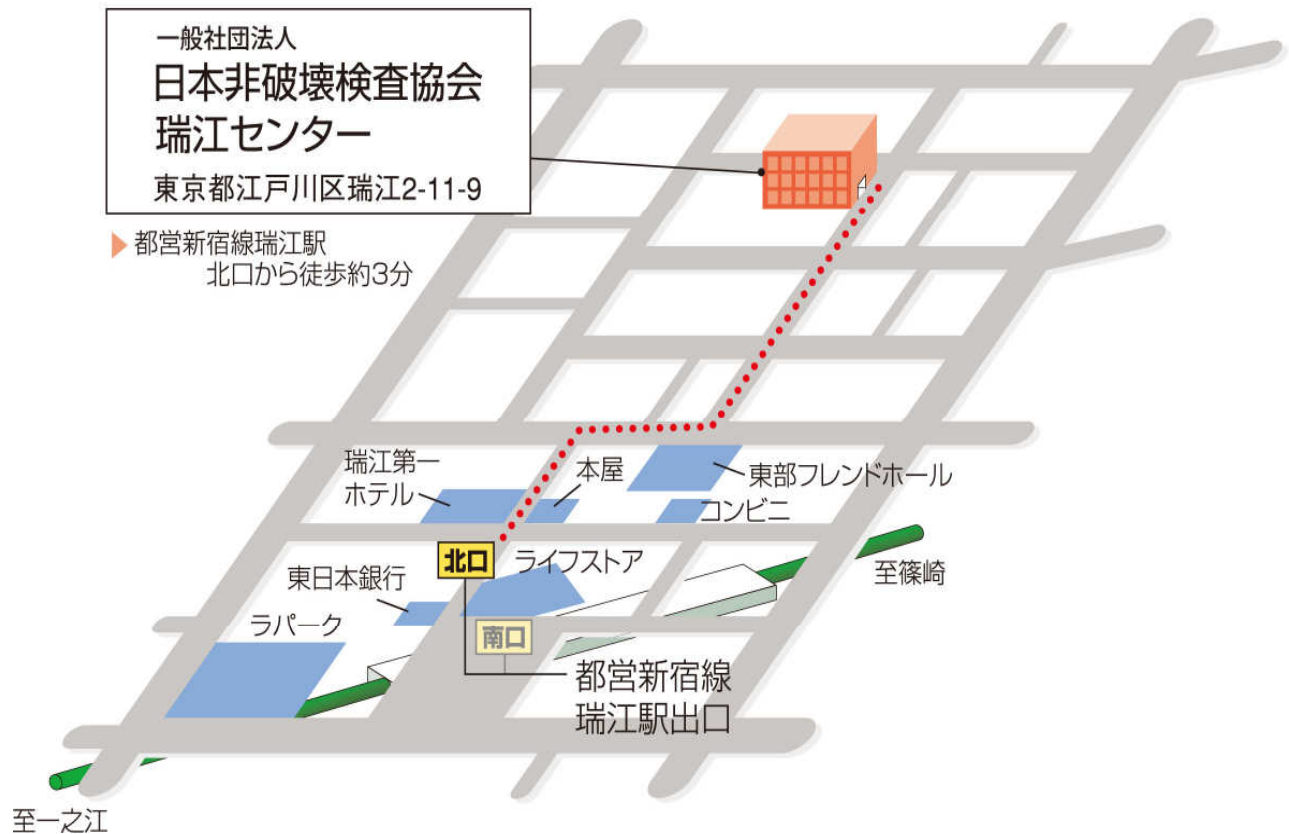 一般社団法人
日本非破壊検査協会
瑞江センター
東京都江戸川区瑞江2-11-9
都営新宿線瑞江駅
北口から徒歩約3分
瑞江第一
ホテル
本屋
東部フレンドホール
コンビニ
北口
ライフストア
東日本銀行
至篠崎
ラパーク
南口
都営新宿線
瑞江駅出口
至一之江